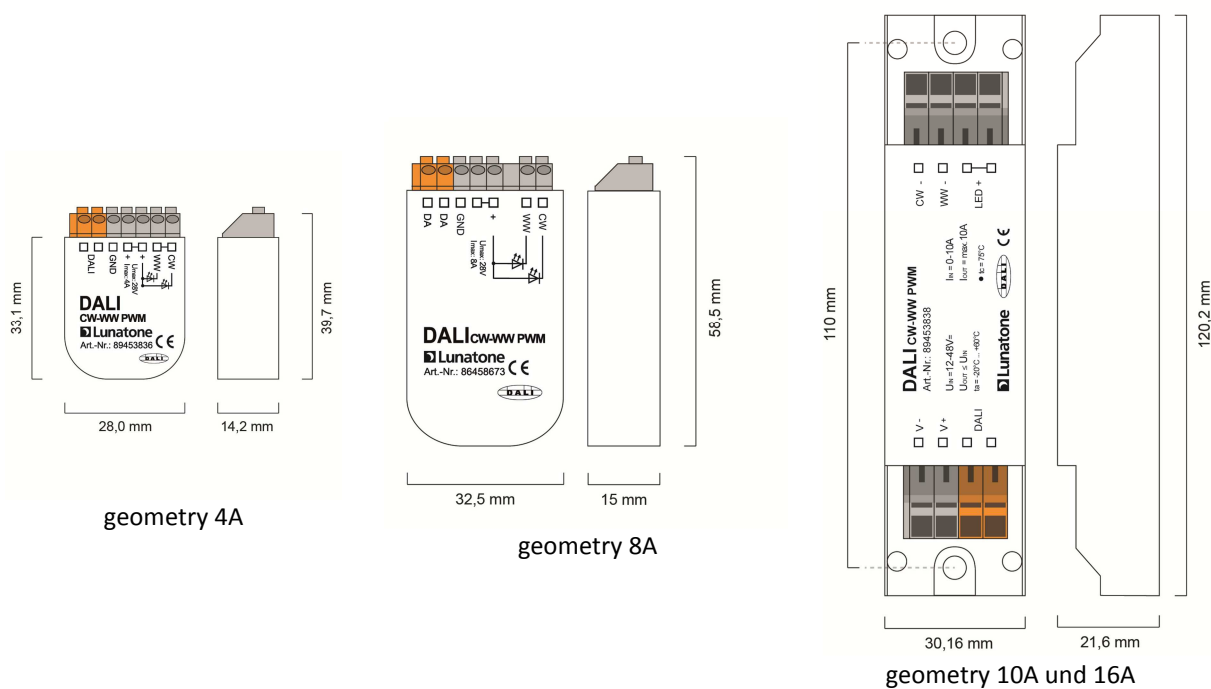 DALI
GND
+
+
WW
CW
Imax: 4A
Umax: 28V
DALI
CW-WW PWM
Lunatone
Art.-Nr.: 89453836 CE
DALI
33,1 mm
39,7 mm
28,0 mm
14,2 mm
geometry 4A
DA
DA
GND
+
WW
CW
Umax: 28V
Imax: 8A
DALI CW-WW PWM
Lunatone
Art.-Nr.: 86458673 CE
DALI
58,5 mm
32,5 mm
15 mm
geometry 8A
CW -
WW -
LED +
DALI CW-WW PWM
Art.-Nr.: 89453838
UIN =12-48V=
UOUT ≤ UIN
ta= -20°C ... +60°C
IIN = 0-10A
IOUT = max.10A
● tc = 75°C
Lunatone
DALI
CE
V -
V +
DALI
110 mm
120,2 mm
30,16 mm
21,6 mm
geometry 10A und 16A